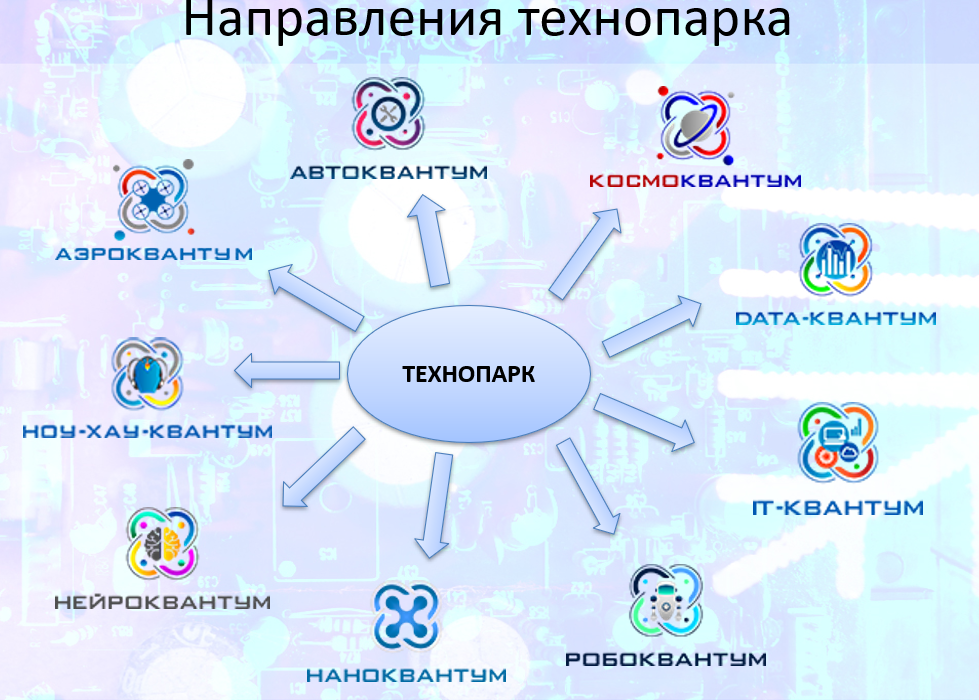 Направления технопарка
АВТОКВАНТУМ
КОСМОКВАНТУМ
АЭРОКВАНТУМ
DATA-КВАНТУМ
ТЕХНОПАРК
НОУ-ХАУ-КВАНТУМ
IT-КВАНТУМ
НЕЙРОКВАНТУМ
РОБОКВАНТУМ
НАНОКВАНТУМ